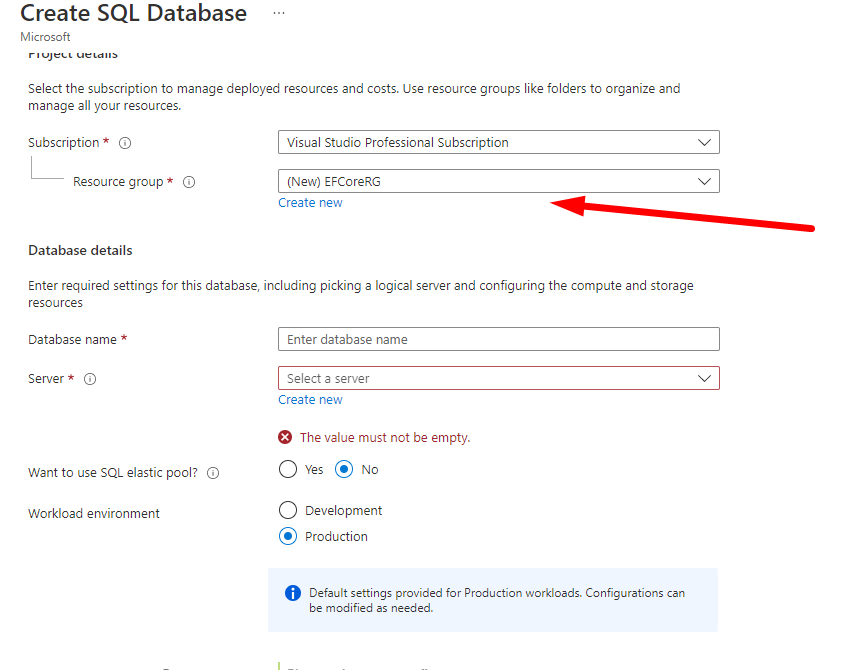 Create SQL Database ...
Microsoft
Project details
Select the subscription to manage deployed resources and costs. Use resource groups like folders to organize and
manage all your resources.
Subscription *
Visual Studio Professional Subscription
Resource group *
(New) EFCoreRG
Create new
Database details
Enter required settings for this database, including picking a logical server and configuring the compute and storage
resources
Database name *
Enter database name
Server *
Select a server
Create new
The value must not be empty.
Want to use SQL elastic pool?
Yes
No
Workload environment
Development
Production
Default settings provided for Production workloads. Configurations can
be modified as needed.